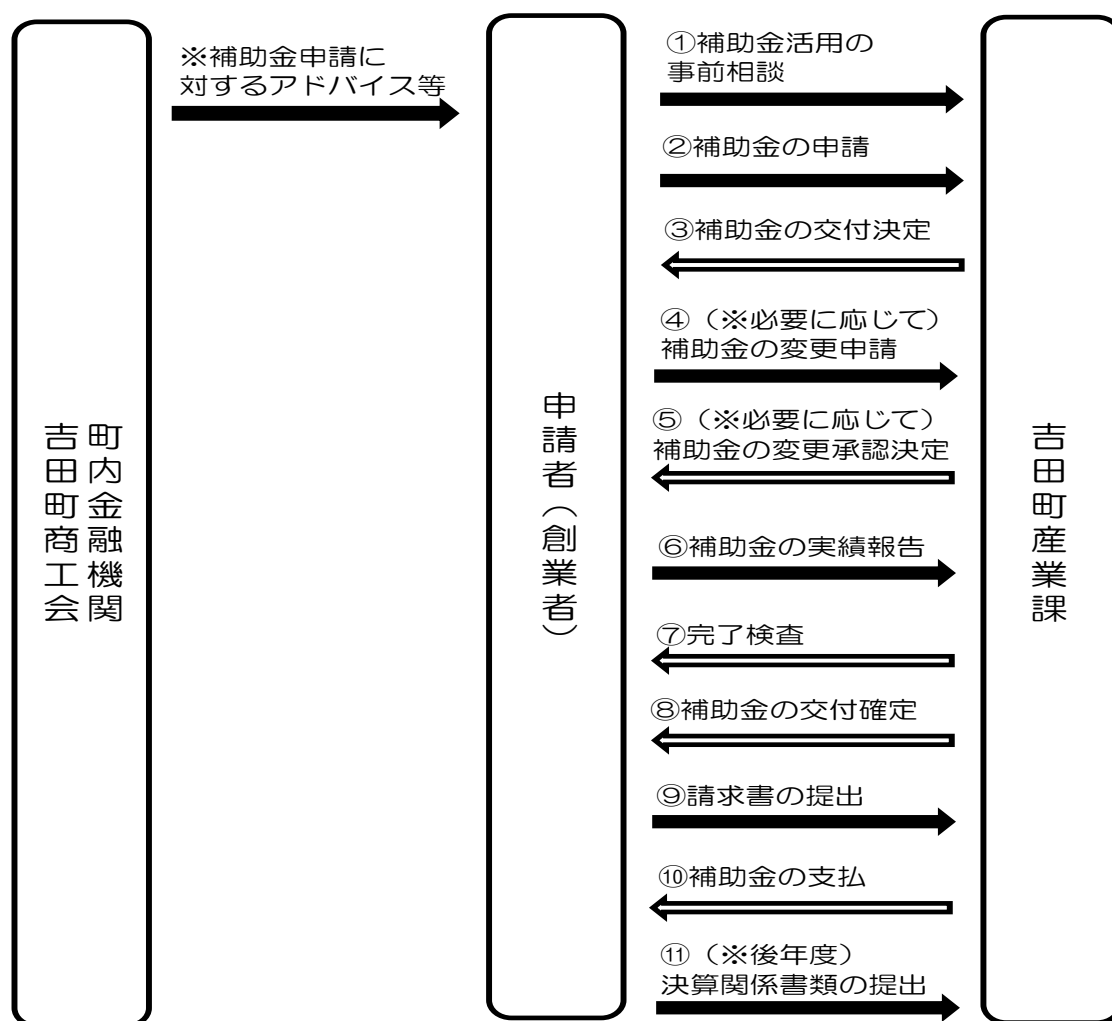 ※補助金申請に
対するアドバイス等
①補助金活用の
事前相談
②補助金の申請
③補助金の交付決定
④（※必要に応じて）
補助金の変更申請
⑤（※必要に応じて）
補助金の変更承認決定
⑥補助金の実績報告
⑦完了検査
⑧補助金の交付確定
⑨請求書の提出
⑩補助金の支払
⑪（※後年度）
決算関係書類の提出
町内金融機関
吉田町商工会
申請者（創業者）
吉田町産業課